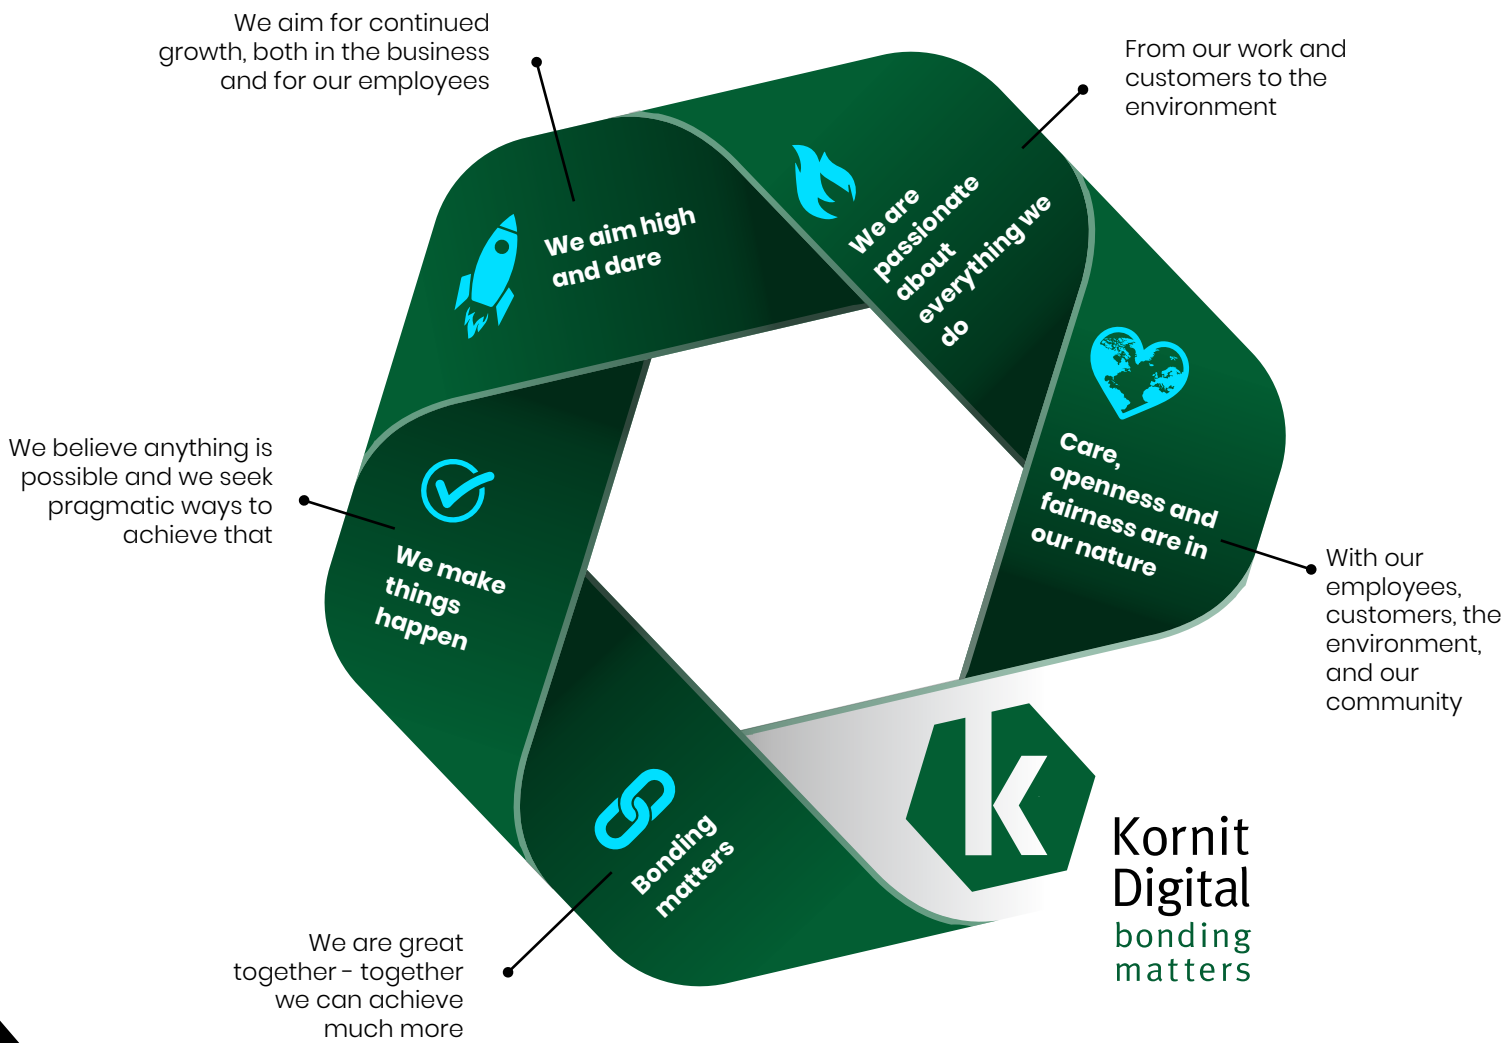 We aim for continued
growth, both in the business
and for our employees
From our work and
customers to the
environment
We aim high
and dare
We are
passionate
about
everything we
do
Care,
openness and
fairness are in
our nature
We believe anything is
possible and we seek
pragmatic ways to
achieve that
We make
things
happen
With our
employees,
customers, the
environment,
and our
community
Bonding
matters
We are great
together - together
we can achieve
much more
k
Kornit
Digital
bonding
matters